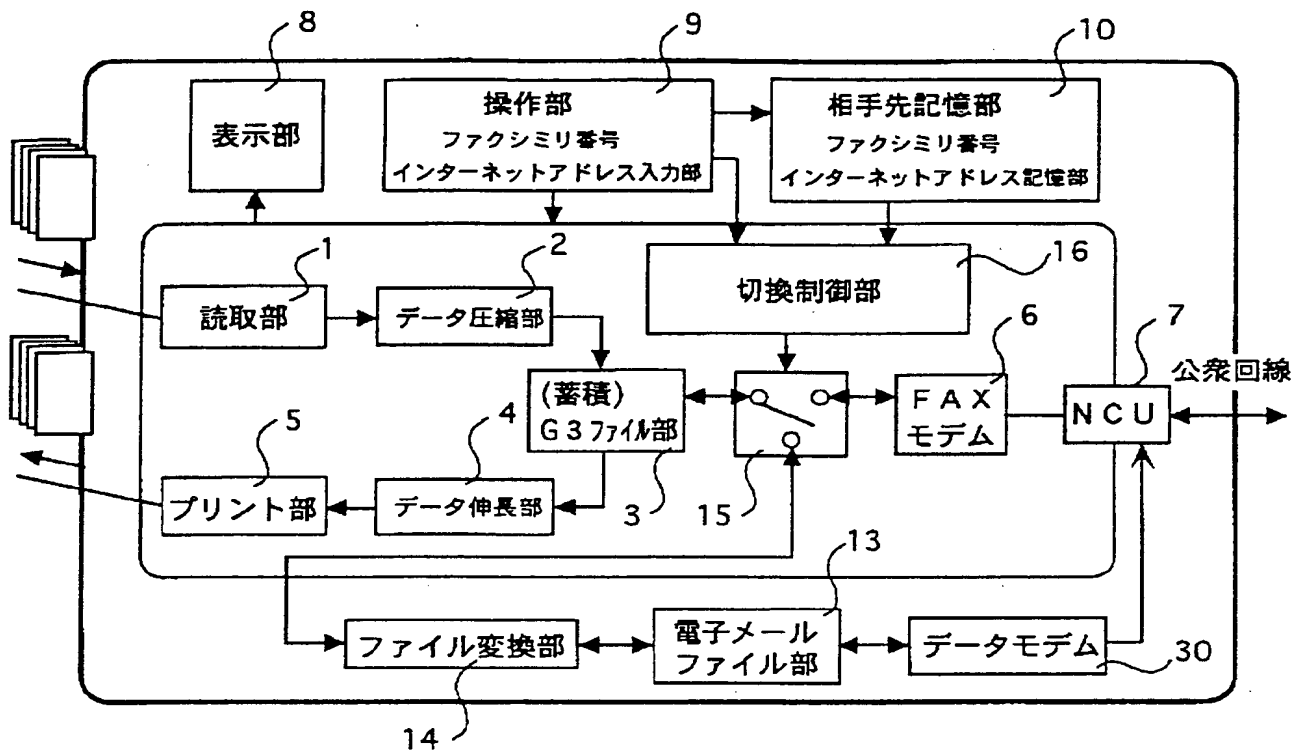 8
9
10
表示部
操作部
ファクシミリ番号
インターネットアドレス入力部
相手先記憶部
ファクシミリ番号
インターネットアドレス記憶部
1
2
16
読取部
データ圧縮部
切換制御部
6
7
(蓄積)
G3ファイル部
FAX
モデム
NCU
公衆回線
5
4
プリント部
データ伸長部
3
15
13
ファイル変換部
電子メール
ファイル部
データモデム
30
14